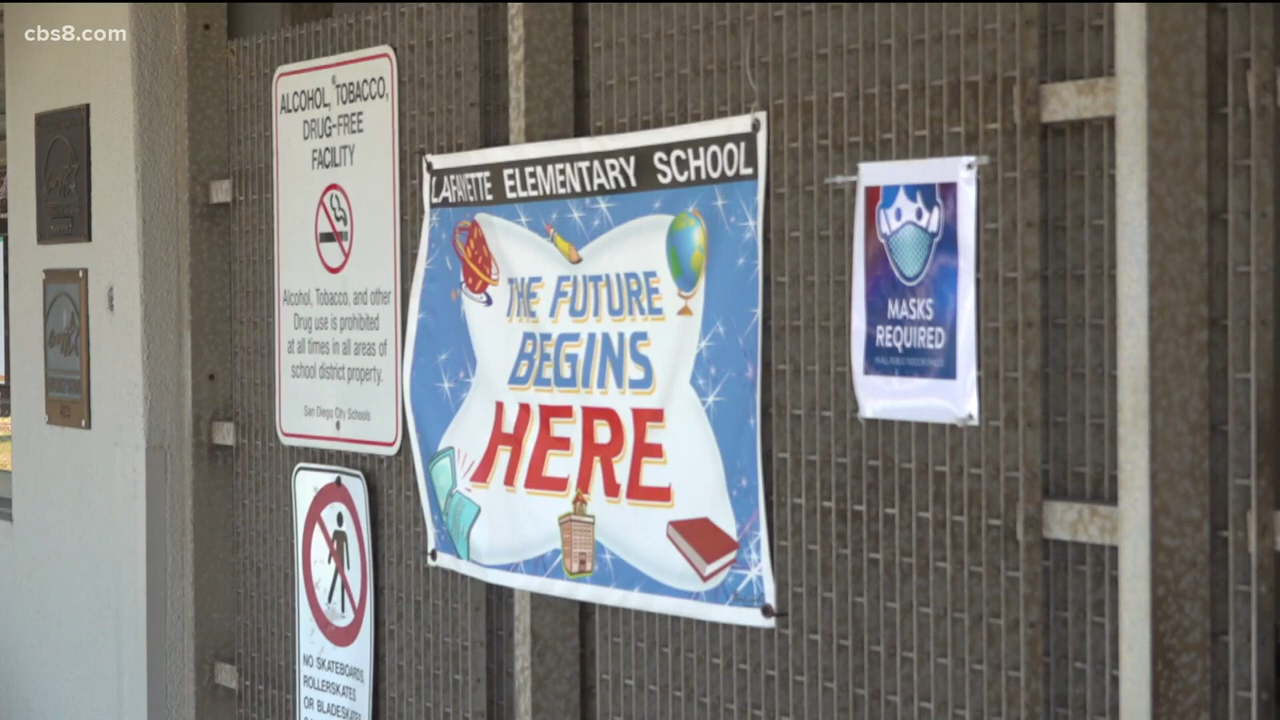 cbs8.com
ALCOHOL, TOBACCO,
DRUG-FREE
FACILITY
Alcohol, Tobacco, and other
Drug use is prohibited
at all times in all areas of
school district property.
San Diego City Schools
NO SKATEBOARDS,
ROLLERSKATES
OR BLADESKATES
LAFAYETTE ELEMENTARY SCHOOL
THE FUTURE
BEGINS
HERE
MASKS
REQUIRED